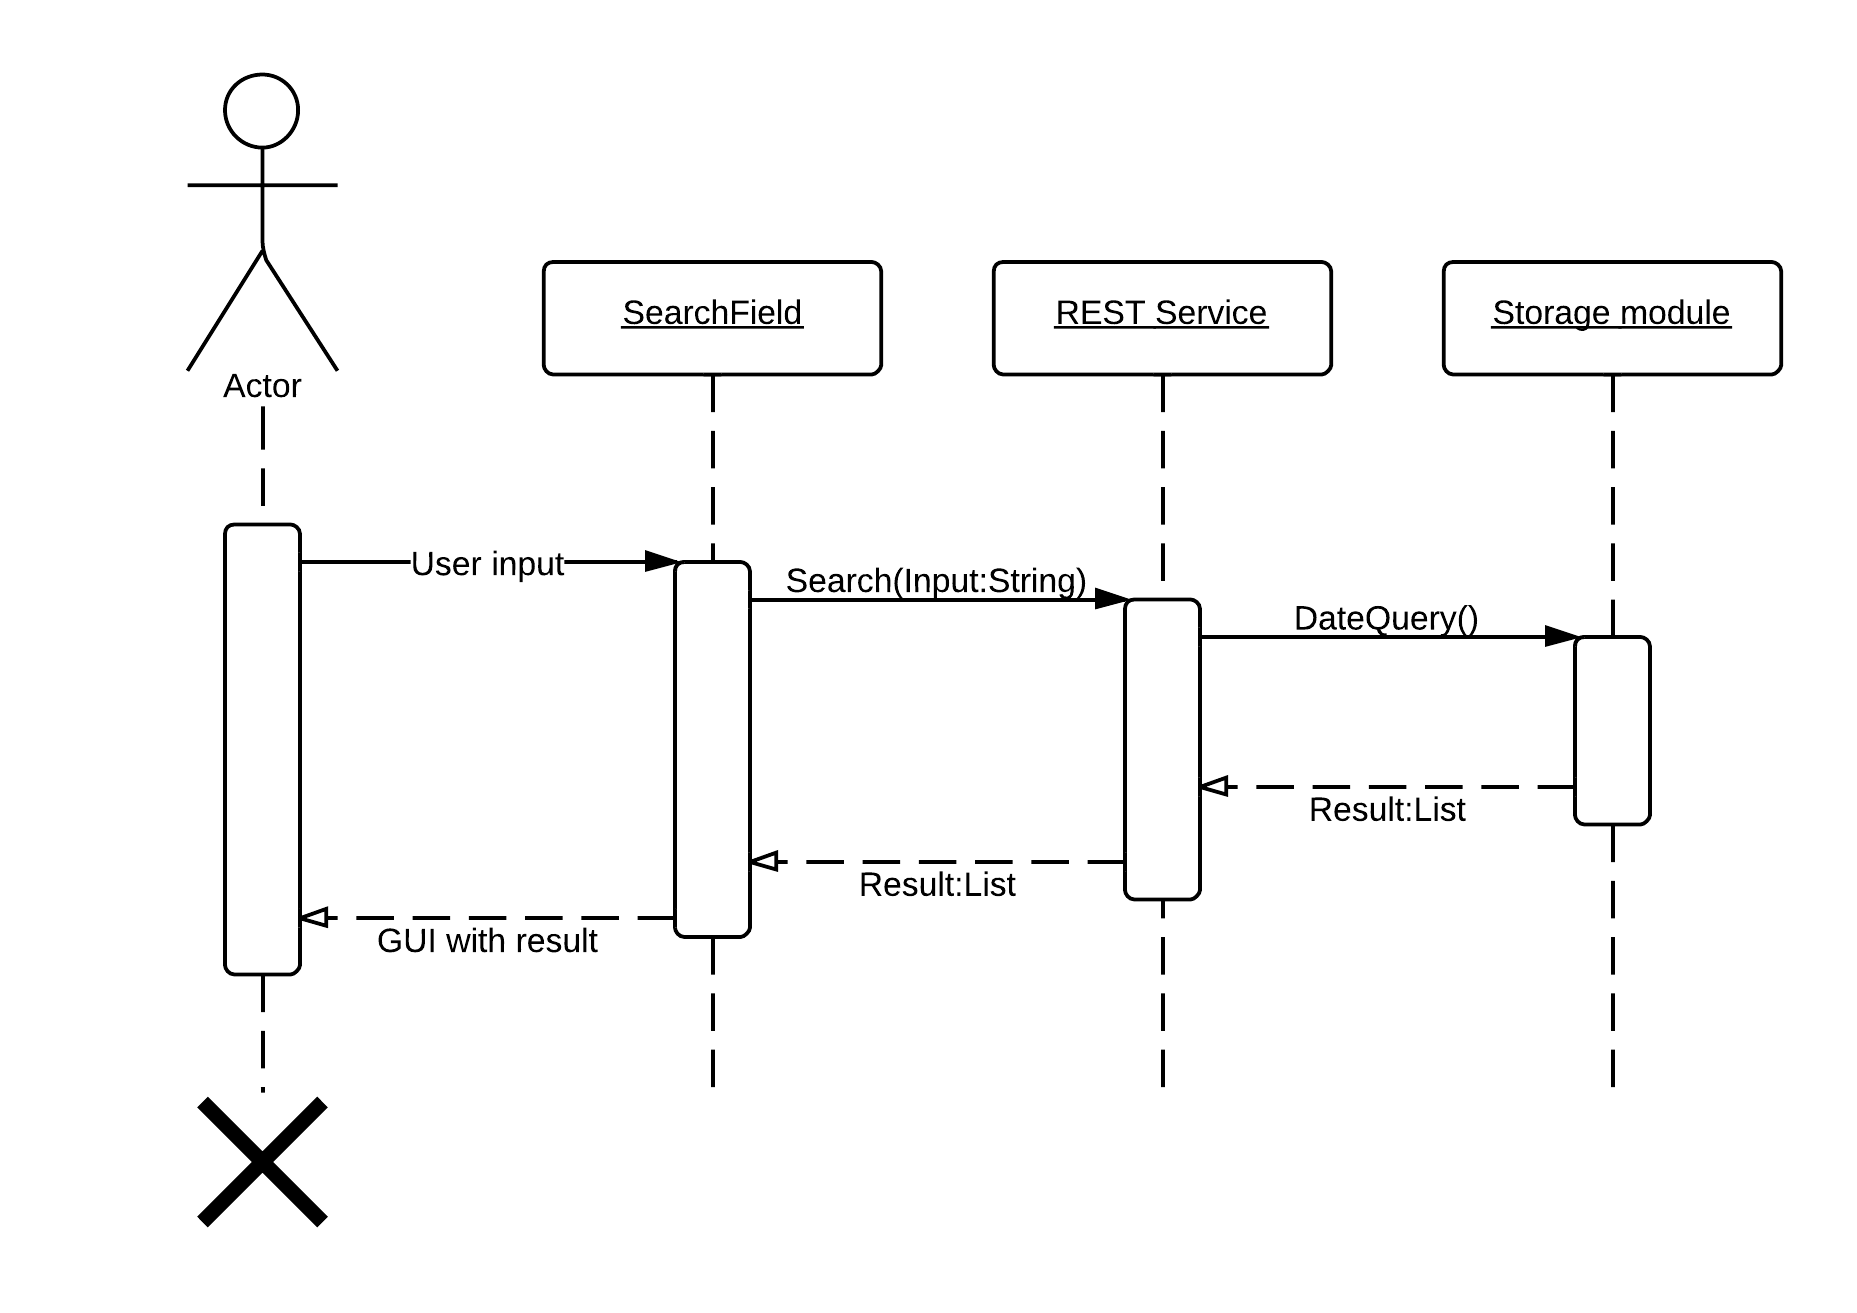 SearchField
REST Service
Storage module
Actor
User input
Search(Input:String)
DateQuery()
Result:List
Result:List
GUI with result